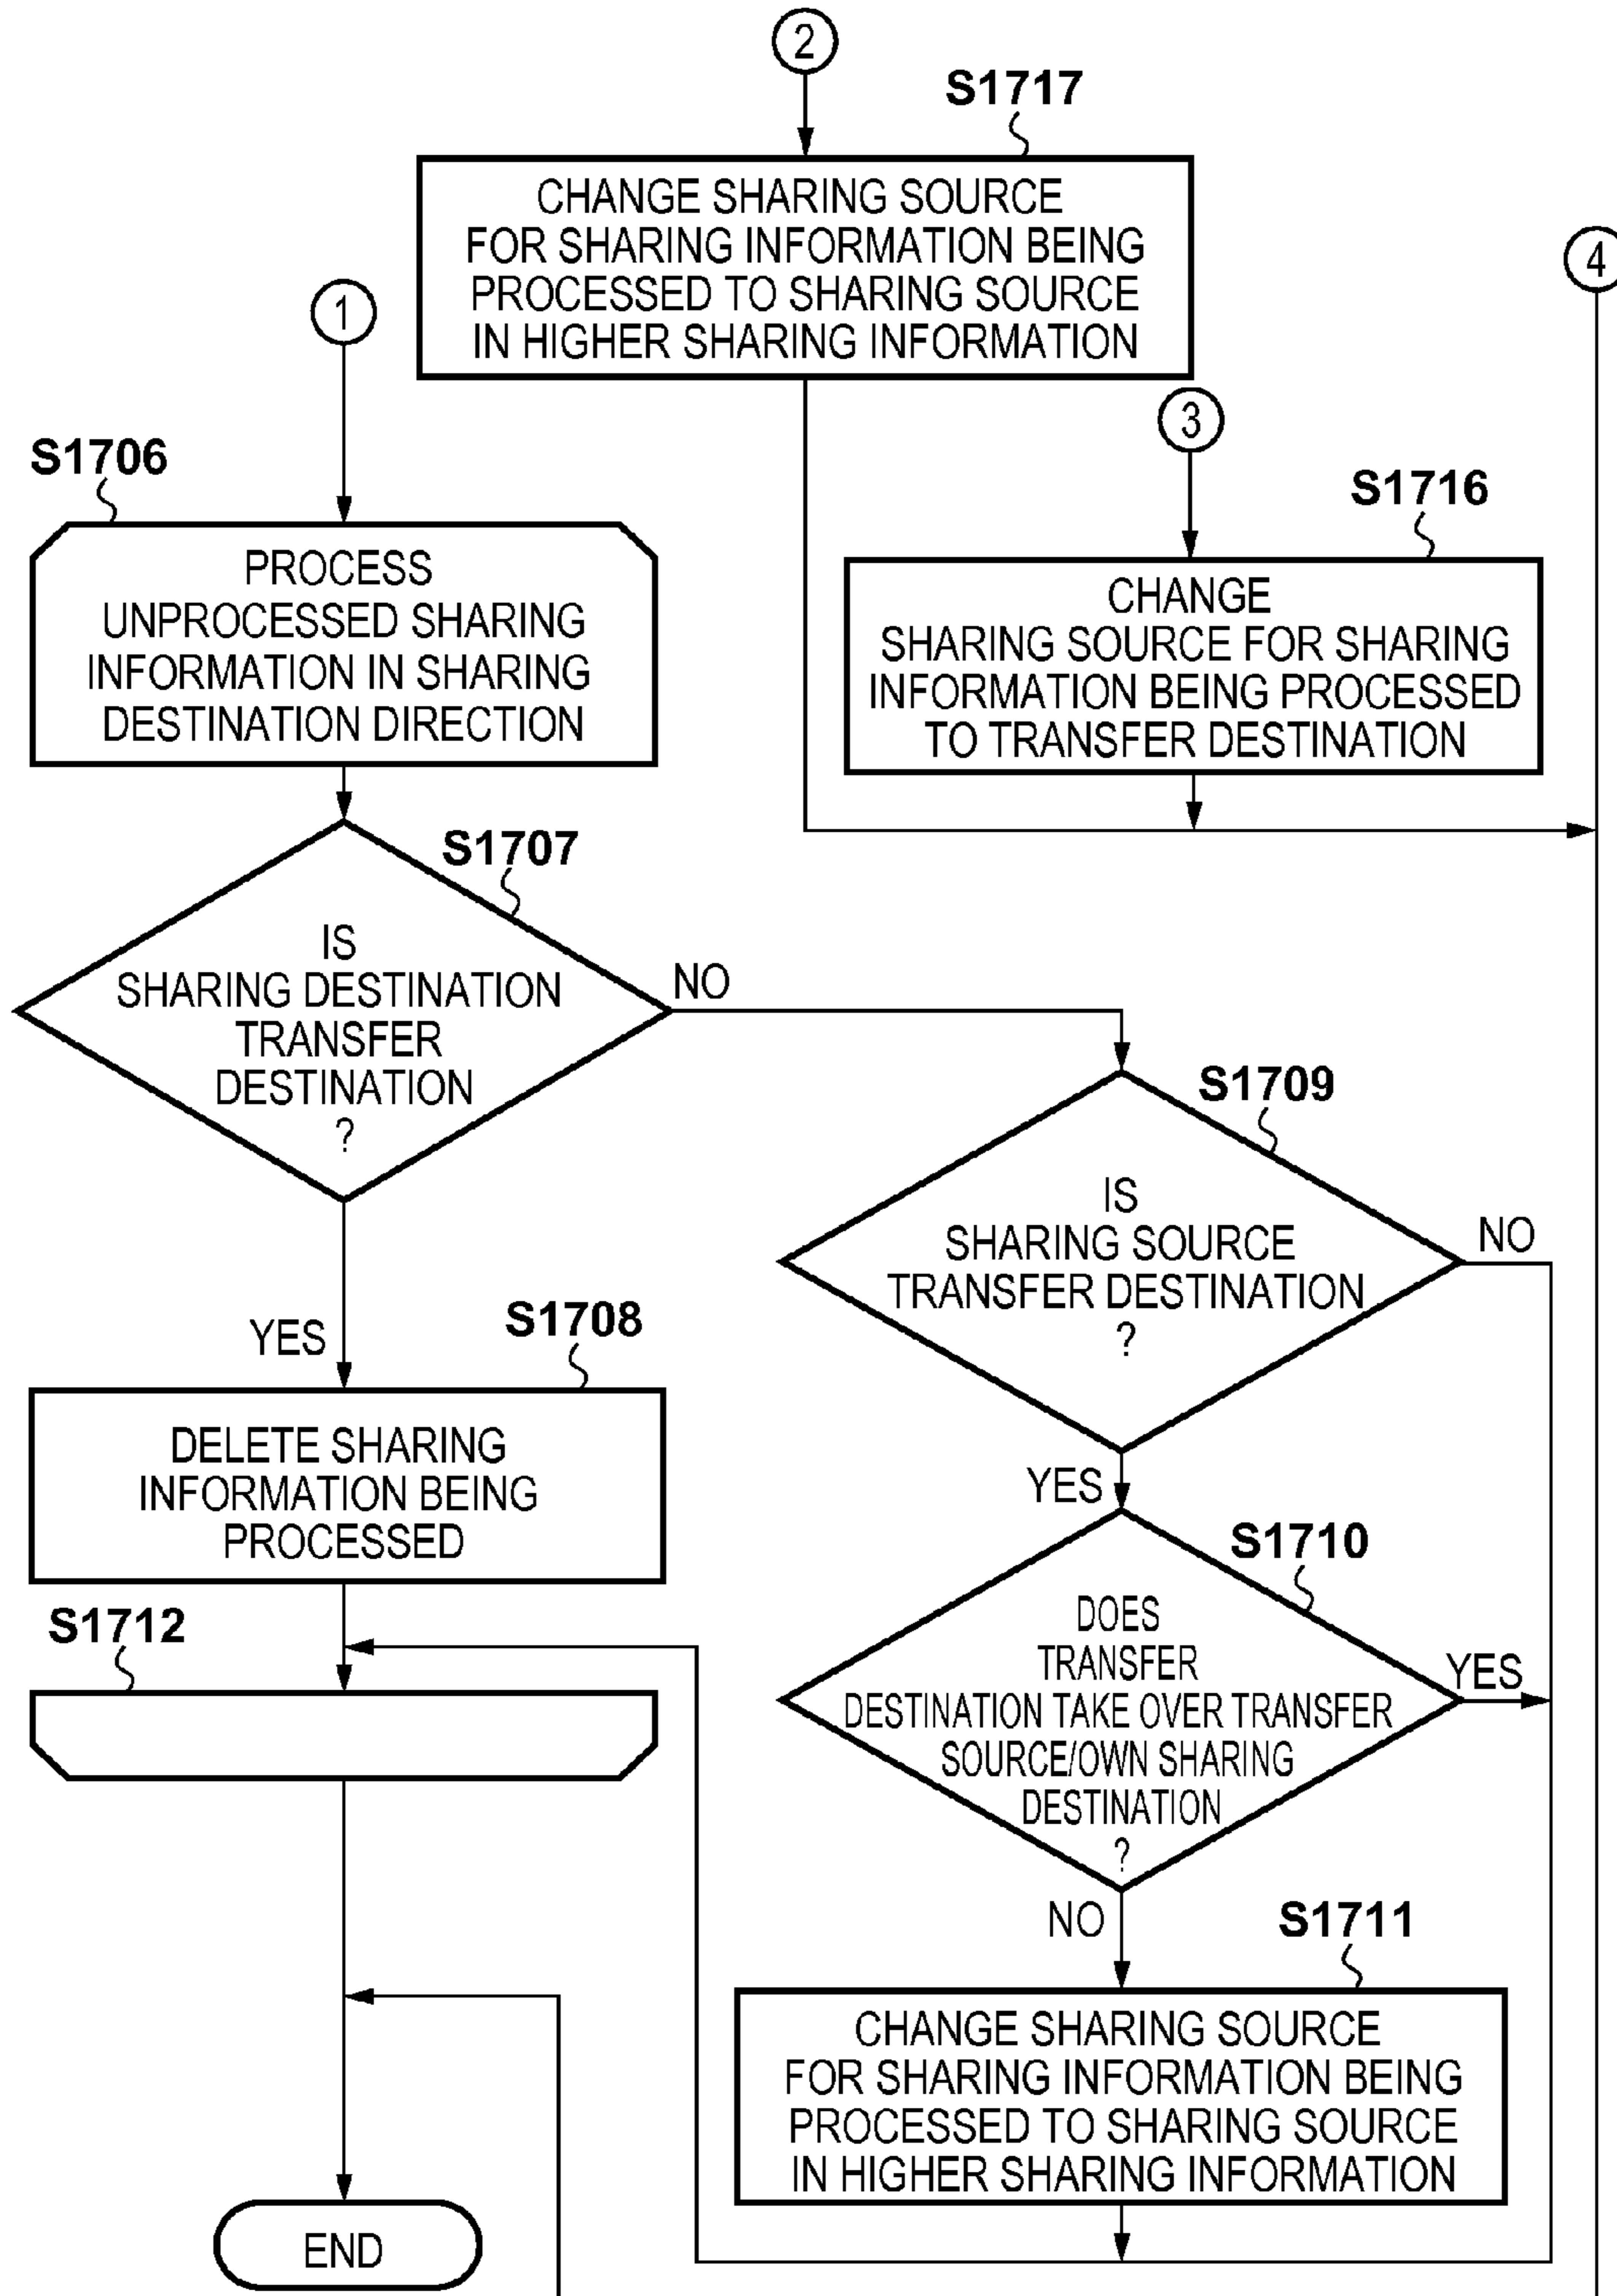 2
S1717
CHANGE SHARING SOURCE
FOR SHARING INFORMATION BEING
PROCESSED TO SHARING SOURCE
IN HIGHER SHARING INFORMATION
4
1
3
S1706
PROCESS
UNPROCESSED SHARING
INFORMATION IN SHARING
DESTINATION DIRECTION
S1716
CHANGE
SHARING SOURCE FOR SHARING
INFORMATION BEING PROCESSED
TO TRANSFER DESTINATION
S1707
IS
SHARING DESTINATION
TRANSFER
DESTINATION
?
NO
YES
S1709
IS
SHARING SOURCE
TRANSFER DESTINATION
?
NO
YES
S1708
DELETE SHARING
INFORMATION BEING
PROCESSED
S1710
DOES
TRANSFER
DESTINATION TAKE OVER TRANSFER
SOURCE/OWN SHARING
DESTINATION
?
YES
NO
S1712
S1711
CHANGE SHARING SOURCE
FOR SHARING INFORMATION BEING
PROCESSED TO SHARING SOURCE
IN HIGHER SHARING INFORMATION
END